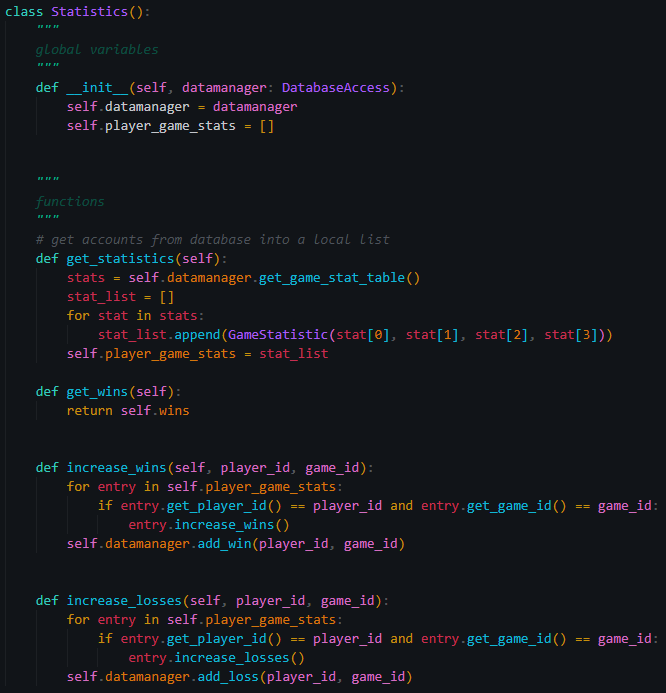 class Statistics():
    """
    global variables
    """
    def __init__(self, datamanager: DatabaseAccess):
        self.datamanager = datamanager
        self.player_game_stats = []
    """
    functions
    """
    # get accounts from database into a local list
    def get_statistics(self):
        stats = self.datamanager.get_game_stat_table()
        stat_list = []
        for stat in stats:
            stat_list.append(GameStatistic(stat[0], stat[1], stat[2], stat[3]))
        self.player_game_stats = stat_list
    def get_wins(self):
        return self.wins
    def increase_wins(self, player_id, game_id):
        for entry in self.player_game_stats:
            if entry.get_player_id() == player_id and entry.get_game_id() == game_id:
                entry.increase_wins()
        self.datamanager.add_win(player_id, game_id)
    def increase_losses(self, player_id, game_id):
        for entry in self.player_game_stats:
            if entry.get_player_id() == player_id and entry.get_game_id() == game_id:
                entry.increase_losses()
        self.datamanager.add_loss(player_id, game_id)